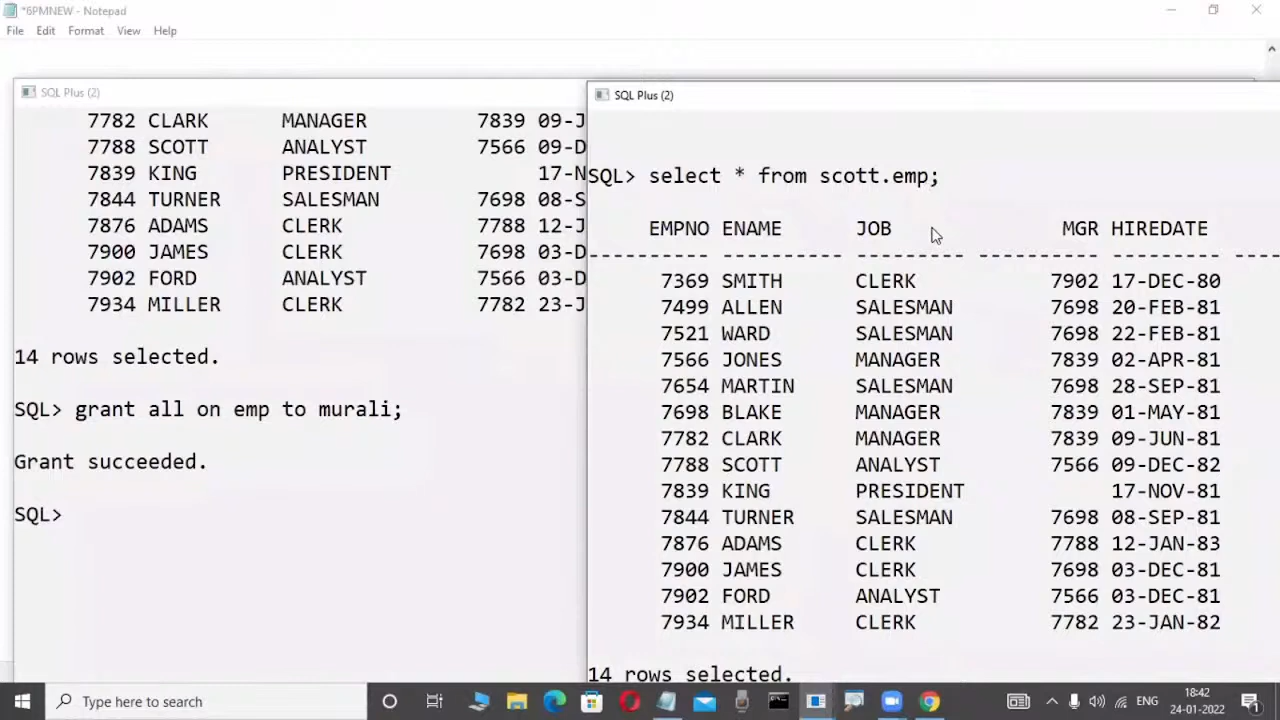 *6PMNEW - Notepad
File Edit Format View Help
SQL Plus (2)
7782 CLARK MANAGER 7839 09-J
7788 SCOTT ANALYST 7566 09-D
7839 KING PRESIDENT 17-N
7844 TURNER SALESMAN 7698 08-S
7876 ADAMS CLERK 7788 12-J
7900 JAMES CLERK 7698 03-D
7902 FORD ANALYST 7566 03-D
7934 MILLER CLERK 7782 23-J
14 rows selected.
SQL> grant all on emp to murali;
Grant succeeded.
SQL>
SQL Plus (2)
SQL> select * from scott.emp;
EMPNO ENAME JOB MGR HIREDATE
---------- ---------- --------- ---------- --------- ----
7369 SMITH CLERK 7902 17-DEC-80
7499 ALLEN SALESMAN 7698 20-FEB-81
7521 WARD SALESMAN 7698 22-FEB-81
7566 JONES MANAGER 7839 02-APR-81
7654 MARTIN SALESMAN 7698 28-SEP-81
7698 BLAKE MANAGER 7839 01-MAY-81
7782 CLARK MANAGER 7839 09-JUN-81
7788 SCOTT ANALYST 7566 09-DEC-82
7839 KING PRESIDENT 17-NOV-81
7844 TURNER SALESMAN 7698 08-SEP-81
7876 ADAMS CLERK 7788 12-JAN-83
7900 JAMES CLERK 7698 03-DEC-81
7902 FORD ANALYST 7566 03-DEC-81
7934 MILLER CLERK 7782 23-JAN-82
14 rows selected.
Type here to search
ENG
18:42
24-01-2022
1